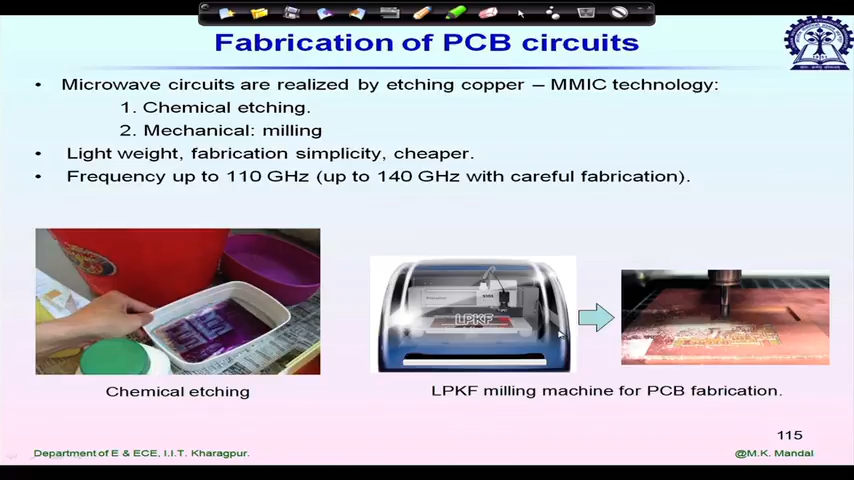 Fabrication of PCB circuits
• Microwave circuits are realized by etching copper – MMIC technology:
1. Chemical etching.
2. Mechanical: milling
• Light weight, fabrication simplicity, cheaper.
• Frequency up to 110 GHz (up to 140 GHz with careful fabrication).
LPKF
Chemical etching
LPKF milling machine for PCB fabrication.
115
Department of E & ECE, I.I.T. Kharagpur.
@M.K. Mandal